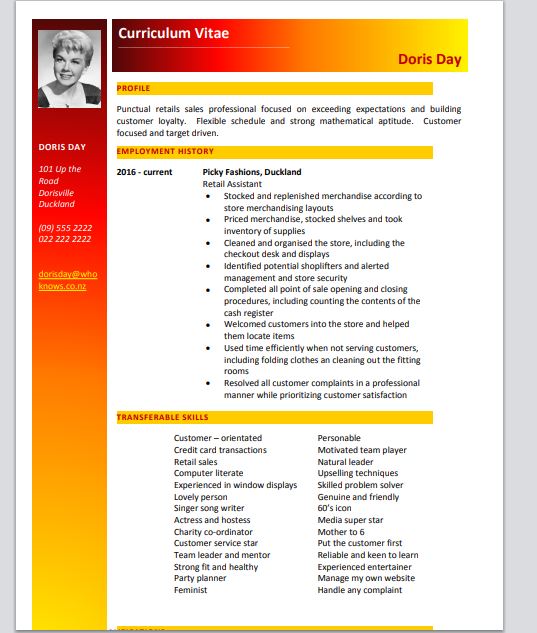 Curriculum Vitae
Doris Day
DORIS DAY
101 Up the
Road
Dorisville
Duckland
(09) 555 2222
022 222 2222
dorisday@who
knows.co.nz
PROFILE
Punctual retails sales professional focused on exceeding expectations and building
customer loyalty. Flexible schedule and strong mathematical aptitude. Customer
focused and target driven.
EMPLOYMENT HISTORY
2016 - current Picky Fashions, Duckland
Retail Assistant
• Stocked and replenished merchandise according to
store merchandising layouts
• Priced merchandise, stocked shelves and took
inventory of supplies
• Cleaned and organised the store, including the
checkout desk and displays
• Identified potential shoplifters and alerted
management and store security
• Completed all point of sale opening and closing
procedures, including counting the contents of the
cash register
• Welcomed customers into the store and helped
them locate items
• Used time efficiently when not serving customers,
including folding clothes an cleaning out the fitting
rooms
• Resolved all customer complaints in a professional
manner while prioritizing customer satisfaction
TRANSFERABLE SKILLS
Customer – orientated Personable
Credit card transactions Motivated team player
Retail sales Natural leader
Computer literate Upselling techniques
Experienced in window displays Skilled problem solver
Lovely person Genuine and friendly
Singer song writer 60’s icon
Actress and hostess Media super star
Charity co-ordinator Mother to 6
Customer service star Put the customer first
Team leader and mentor Reliable and keen to learn
Strong fit and healthy Experienced entertainer
Party planner Manage my own website
Feminist Handle any complaint